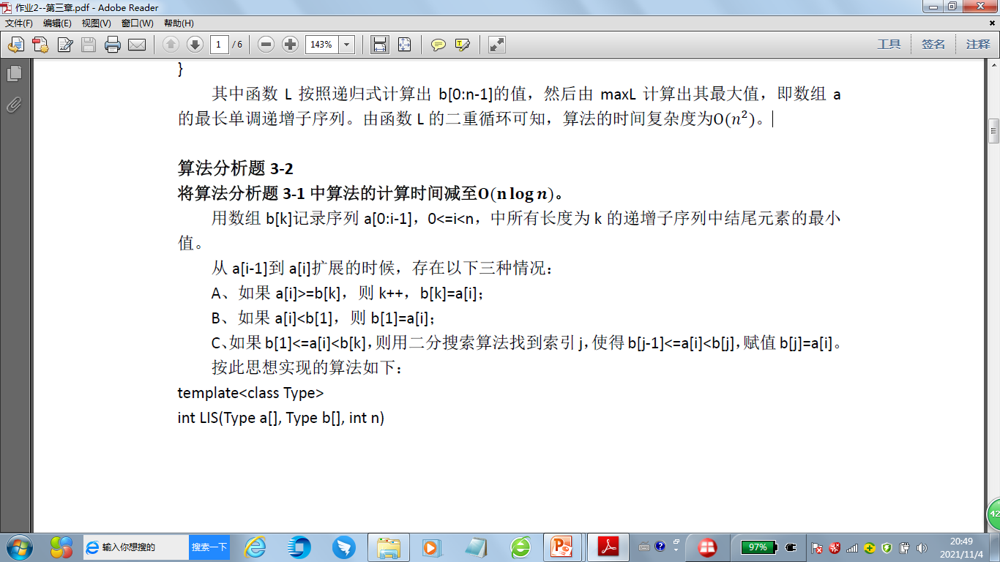 作业2--第三章.pdf - Adobe Reader
文件(F) 编辑(E) 视图(V) 窗口(W) 帮助(H)
1 / 6 143% 工具 签名 注释
}
其中函数 L 按照递归式计算出 b[0:n-1]的值，然后由 maxL 计算出其最大值，即数组 a
的最长单调递增子序列。由函数 L 的二重循环可知，算法的时间复杂度为O(𝑛²)。
算法分析题 3-2
将算法分析题 3-1 中算法的计算时间减至O(n log 𝑛)。
用数组 b[k]记录序列 a[0:i-1]，0<=i<n，中所有长度为 k 的递增子序列中结尾元素的最小
值。
从 a[i-1]到 a[i]扩展的时候，存在以下三种情况：
A、如果 a[i]>=b[k]，则 k++，b[k]=a[i]；
B、如果 a[i]<b[1]，则 b[1]=a[i]；
C、如果 b[1]<=a[i]<b[k]，则用二分搜索算法找到索引 j，使得 b[j-1]<=a[i]<b[j]，赋值 b[j]=a[i]。
按此思想实现的算法如下：
template<class Type>
int LIS(Type a[], Type b[], int n)
42
输入你想搜的 搜索一下 97% 20:49
2021/11/4